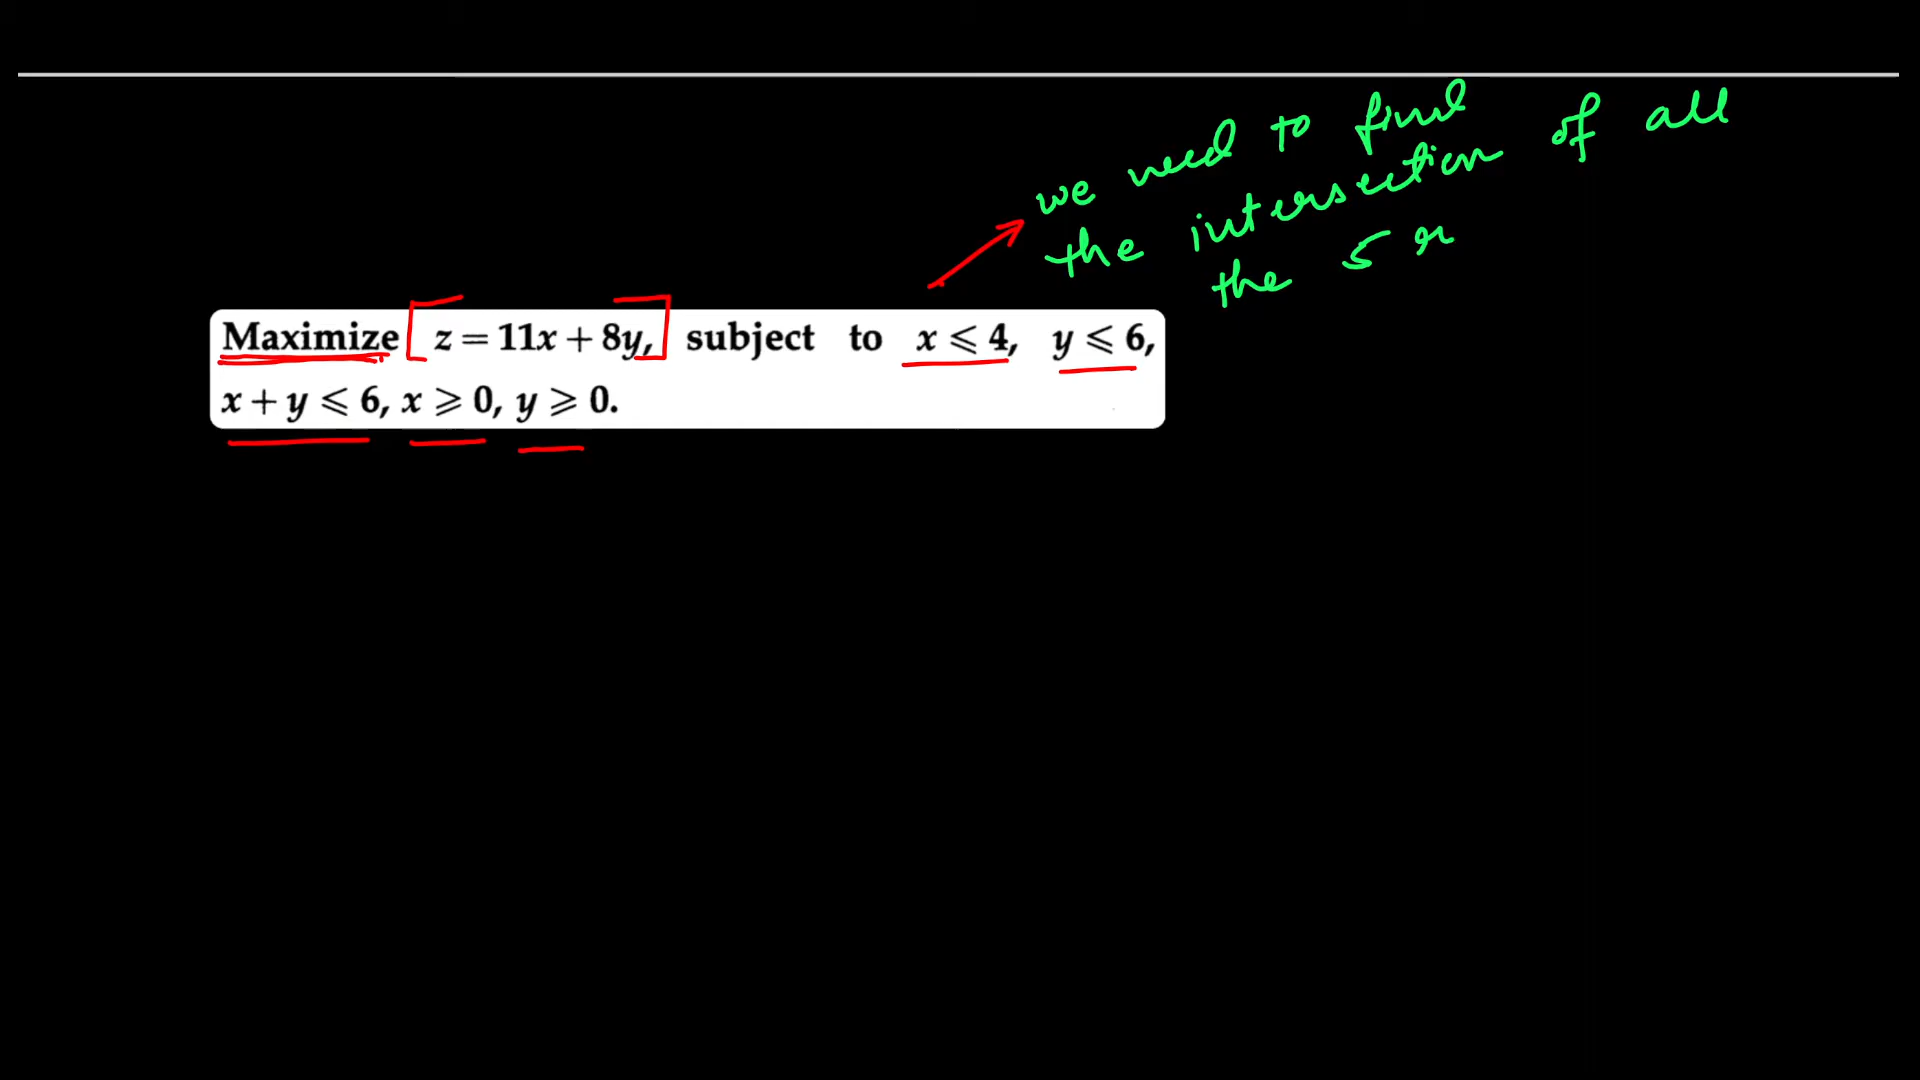 we need to find
the intersection of all
the 5 r
Maximize z = 11x + 8y, subject to x ⩽ 4, y ⩽ 6,
x + y ⩽ 6, x ⩾ 0, y ⩾ 0.